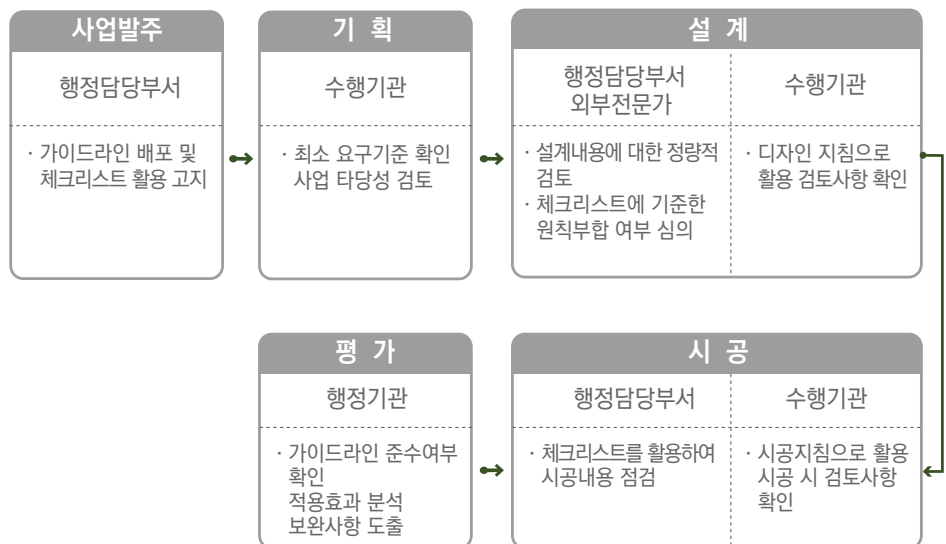 사업발주
행정담당부서
· 가이드라인 배포 및
체크리스트 활용 고지
기 획
수행기관
· 최소 요구기준 확인
사업 타당성 검토
설 계
행정담당부서
외부전문가
· 설계내용에 대한 정량적
검토
· 체크리스트에 기준한
원칙부합 여부 심의
수행기관
· 디자인 지침으로
활용 검토사항 확인
평 가
행정기관
· 가이드라인 준수여부
확인
적용효과 분석
보완사항 도출
시 공
행정담당부서
· 체크리스트를 활용하여
시공내용 점검
수행기관
· 시공지침으로 활용
시공 시 검토사항
확인